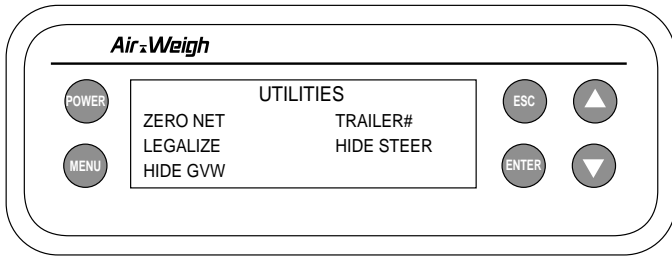 Air-Weigh
POWER
MENU
UTILITIES
ZERO NET TRAILER#
LEGALIZE HIDE STEER
HIDE GVW
ESC
ENTER